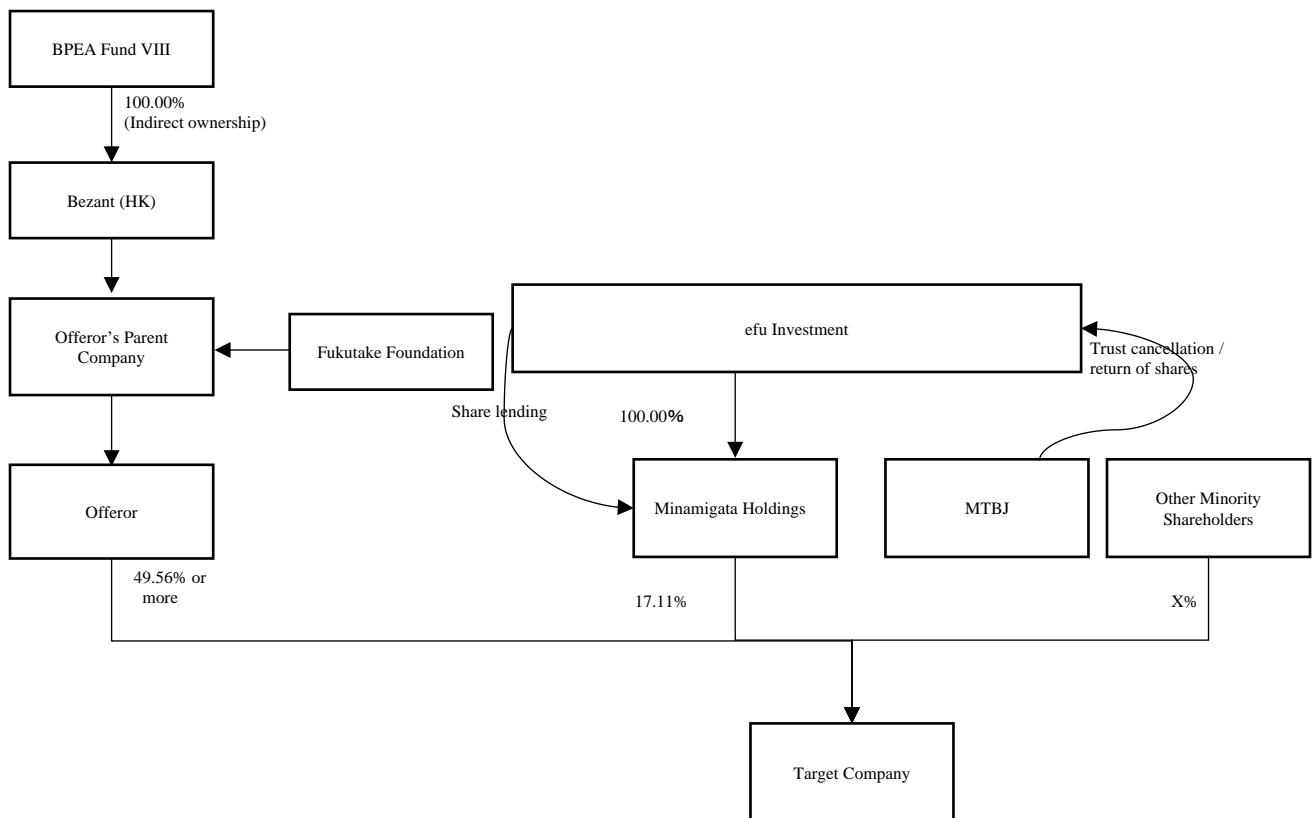 BPEA Fund VIII
100.00%
(Indirect ownership)
Bezant (HK)
Offeror’s Parent
Company
Fukutake Foundation
efu Investment
Trust cancellation /
return of shares
Share lending
100.00%
Offeror
Minamigata Holdings
MTBJ
Other Minority
Shareholders
49.56% or
more
17.11%
X%
Target Company